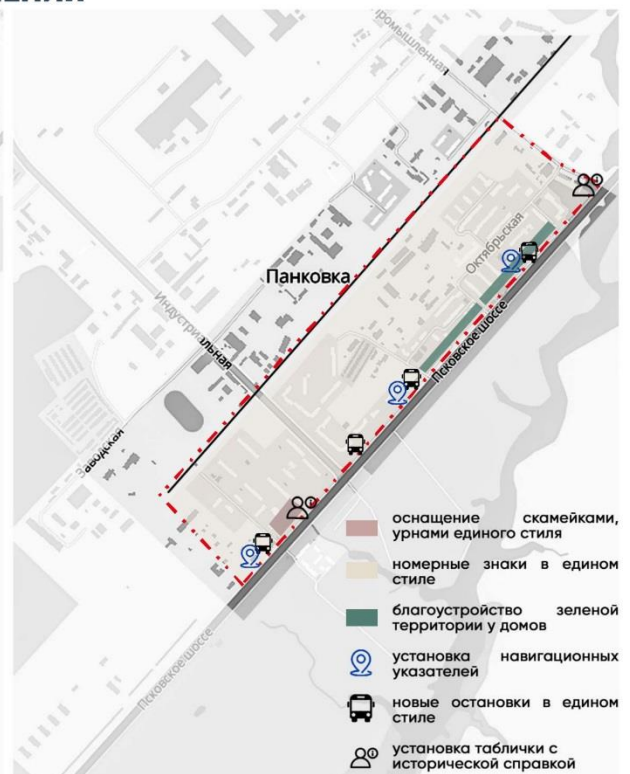 Промышленная
Октябрьская
Панковка
Индустриальная
Псковское шоссе
Заводская
Псковское шоссе
оснащение скамейками,
урнами единого стиля
номерные знаки в едином
стиле
благоустройство зеленой
территории у домов
установка навигационных
указателей
новые остановки в едином
стиле
установка таблички с
исторической справкой